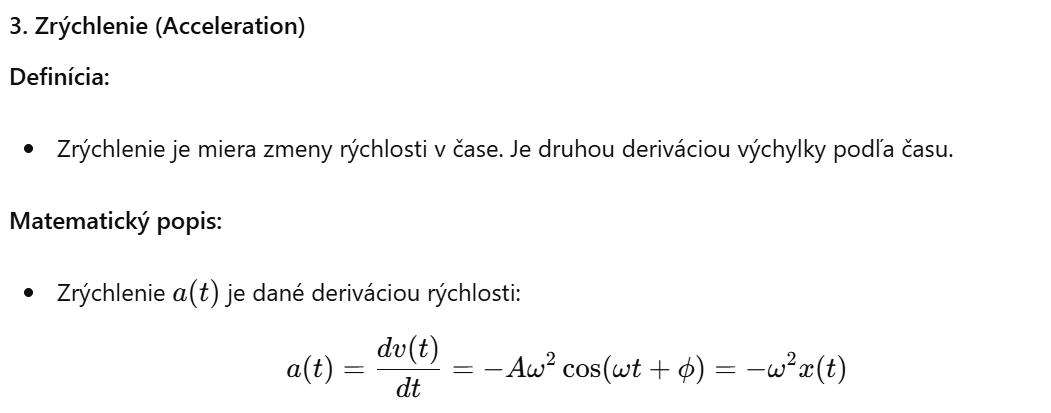 3. Zrýchlenie (Acceleration)
Definícia:
• Zrýchlenie je miera zmeny rýchlosti v čase. Je druhou deriváciou výchylky podľa času.
Matematický popis:
• Zrýchlenie a(t) je dané deriváciou rýchlosti:
a(t) = dv(t)/dt = −Aω² cos(ωt + ϕ) = −ω²x(t)